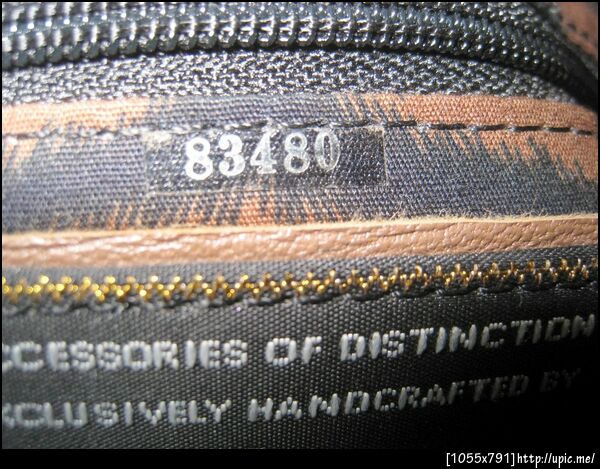 83480
CCESSORIES OF DISTINCTION
XCLUSIVELY HANDCRAFTED BY
[1055x791]http://upic.me/